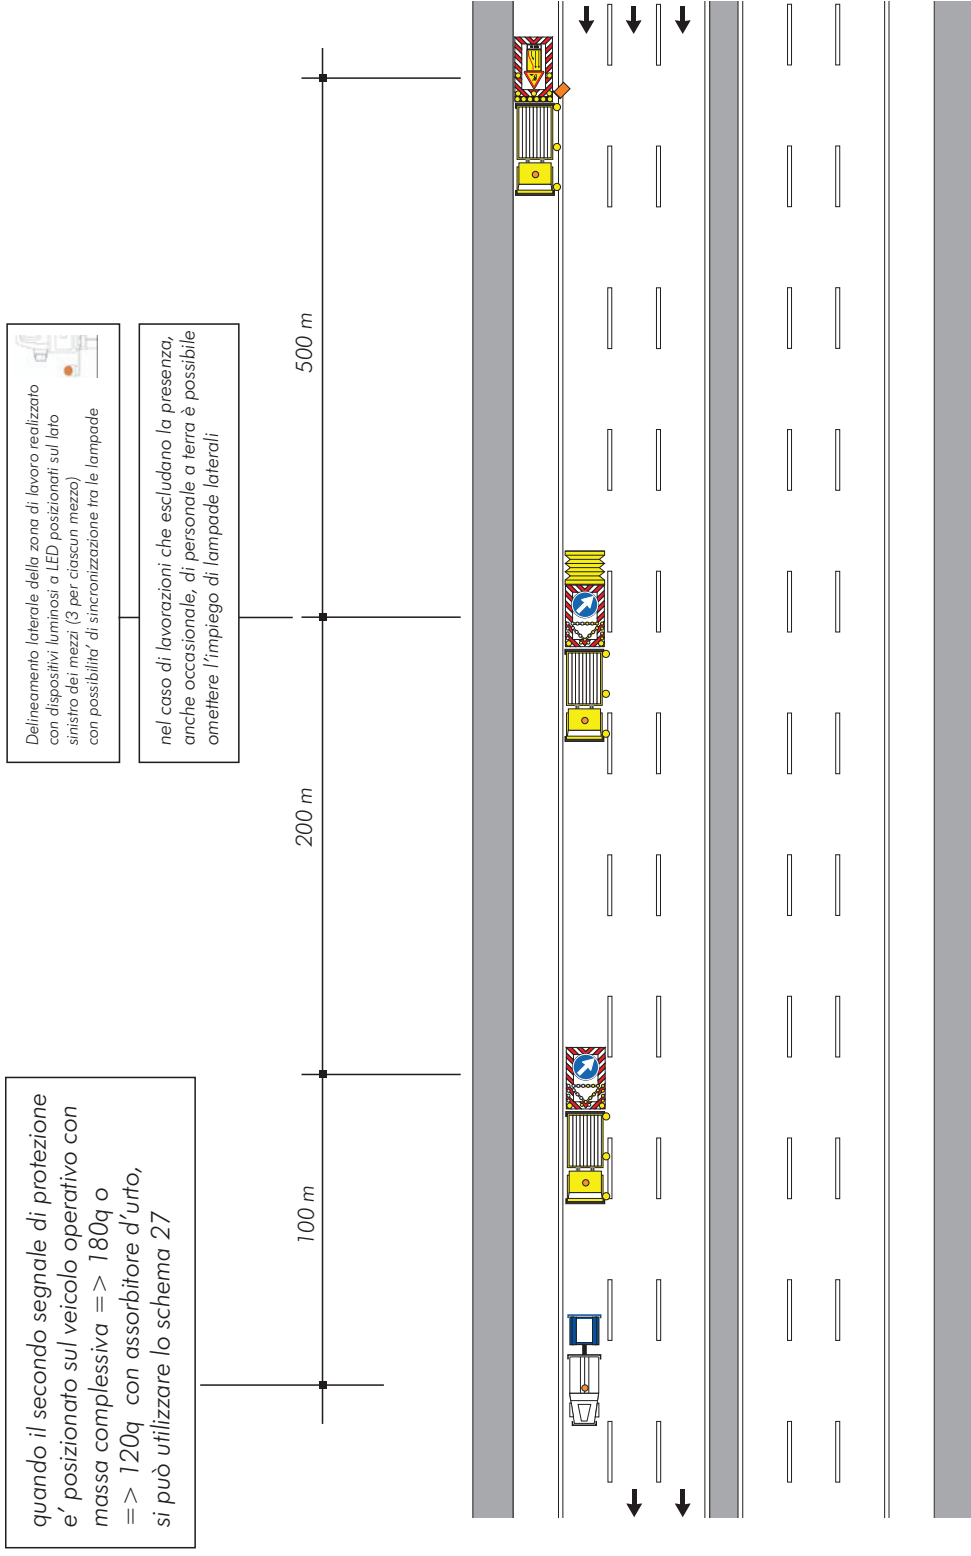 Delineamento laterale della zona di lavoro realizzato
con dispositivi luminosi a LED posizionati sul lato
sinistro dei mezzi (3 per ciascun mezzo)
con possibilita' di sincronizzazione tra le lampade
nel caso di lavorazioni che escludano la presenza,
anche occasionale, di personale a terra è possibile
omettere l'impiego di lampade laterali
quando il secondo segnale di protezione
e' posizionato sul veicolo operativo con
massa complessiva => 180q o
=> 120q con assorbitore d'urto,
si può utilizzare lo schema 27
100 m
200 m
500 m